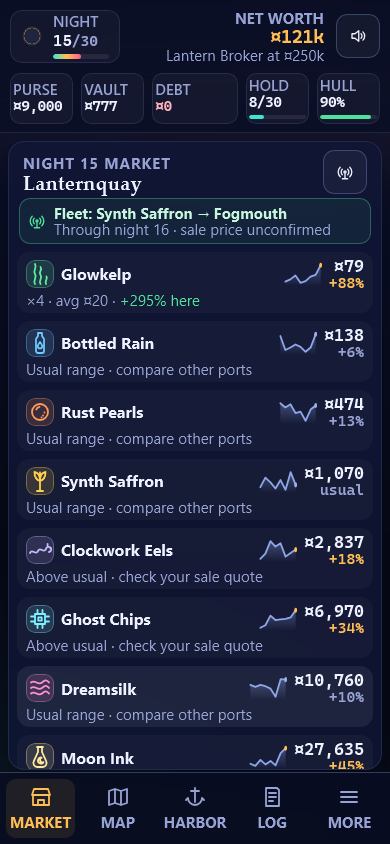 NIGHT
15/30
NET WORTH
¤121k
Lantern Broker at ¤250k
PURSE
¤9,000
VAULT
¤777
DEBT
¤0
HOLD
8/30
HULL
90%
NIGHT 15 MARKET
Lanternquay
Fleet: Synth Saffron → Fogmouth
Through night 16 · sale price unconfirmed
Glowkelp
¤79
+88%
×4 · avg ¤20 · +295% here
Bottled Rain
¤138
+6%
Usual range · compare other ports
Rust Pearls
¤474
+13%
Usual range · compare other ports
Synth Saffron
¤1,070
usual
Usual range · compare other ports
Clockwork Eels
¤2,837
+18%
Above usual · check your sale quote
Ghost Chips
¤6,970
+34%
Above usual · check your sale quote
Dreamsilk
¤10,760
+10%
Usual range · compare other ports
Moon Ink
¤27,635
+45%
MARKET
MAP
HARBOR
LOG
MORE